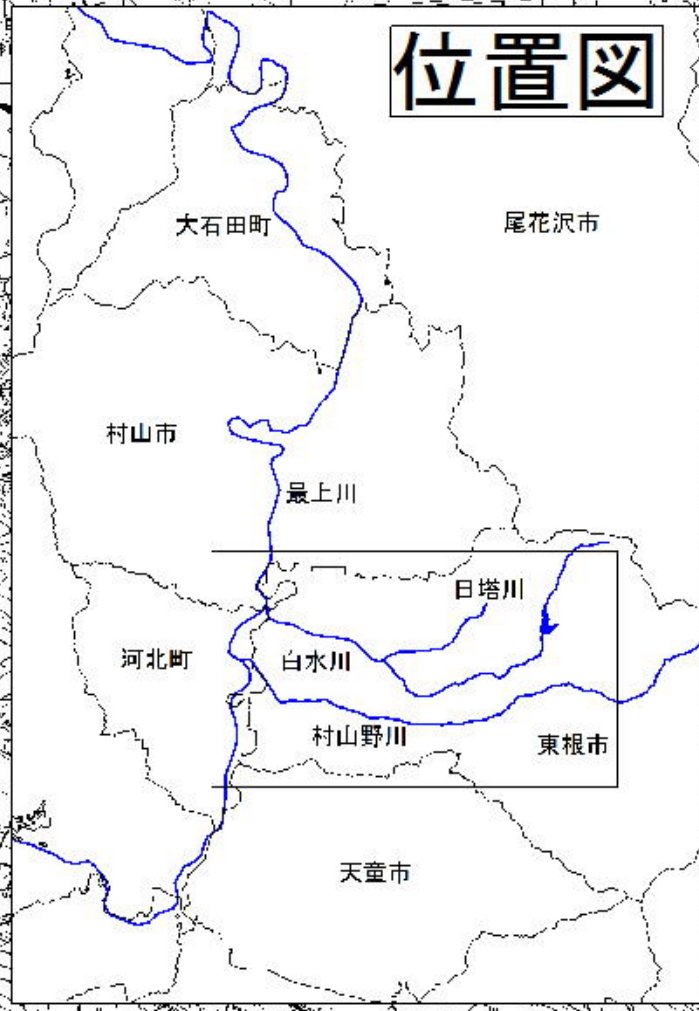 位置図
大石田町
尾花沢市
村山市
最上川
日塔川
河北町
白水川
村山野川
東根市
天童市